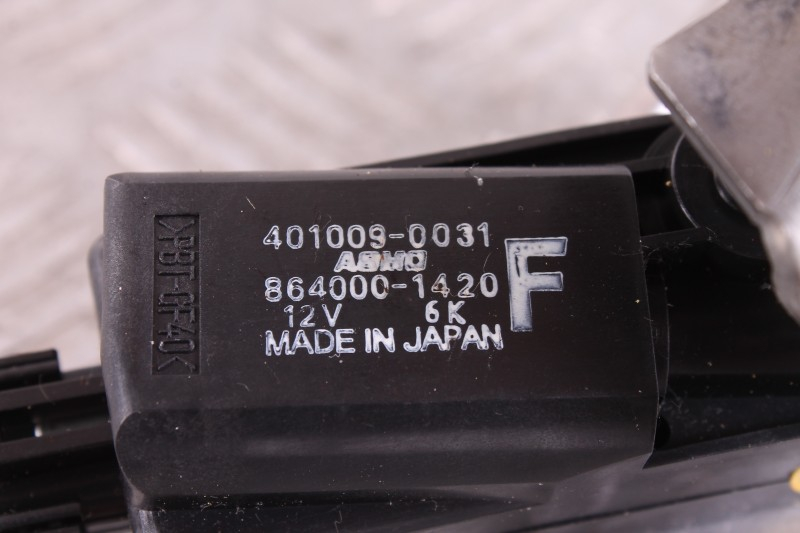 401009-0031
ASMO
864000-1420
12V 6K
F
MADE IN JAPAN
>PBT-GF40<